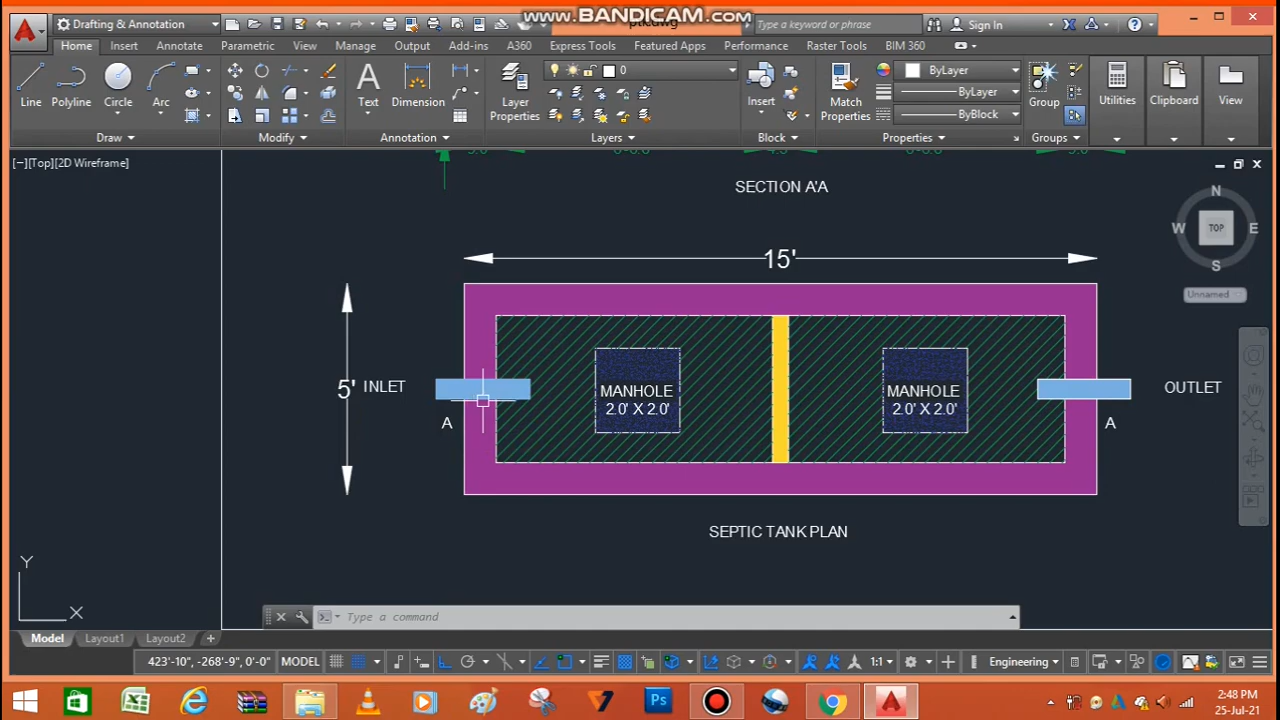 WWW.BANDICAM.COM
Drafting & Annotation
Type a keyword or phrase
Sign In
Home Insert Annotate Parametric View Manage Output Add-ins A360 Express Tools Featured Apps Performance Raster Tools BIM 360
Line Polyline Circle Arc
Text Dimension
Layer Properties
0
Insert
Match Properties
ByLayer
ByLayer
ByBlock
Group
Utilities
Clipboard
View
Draw
Modify
Annotation
Layers
Block
Properties
Groups
[−][Top][2D Wireframe]
SECTION A'A
N
W TOP E
S
Unnamed
15'
5'
INLET
A
MANHOLE
2.0' X 2.0'
MANHOLE
2.0' X 2.0'
OUTLET
A
SEPTIC TANK PLAN
Y
X
Type a command
Model Layout1 Layout2 +
423'-10", -268'-9", 0'-0" MODEL
1:1
Engineering
Ps
2:48 PM
25-Jul-21